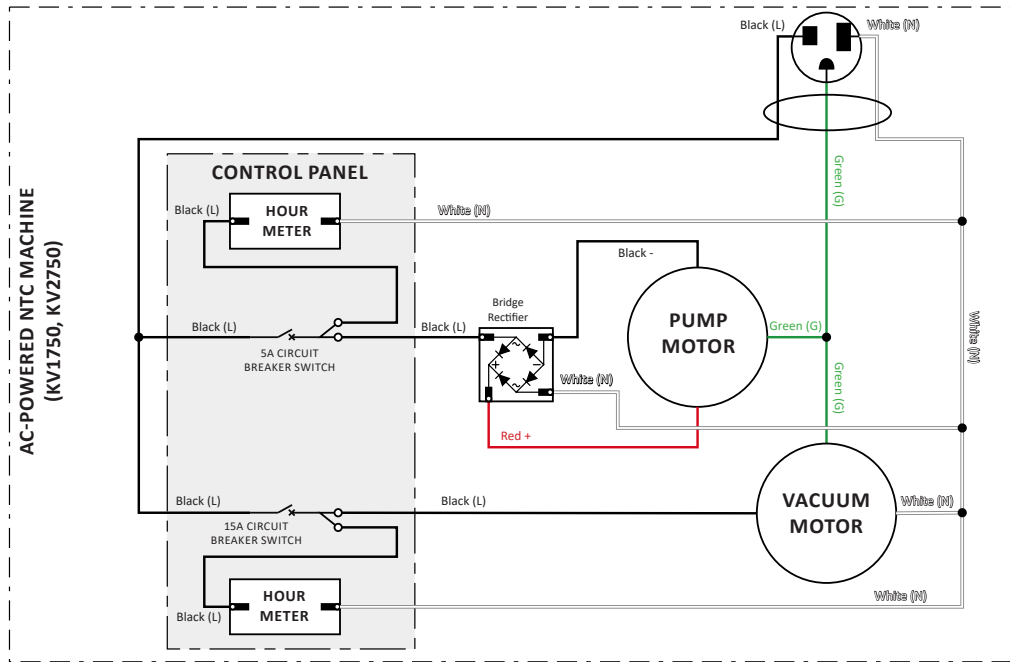 AC-POWERED NTC MACHINE
(KV1750, KV2750)
Black (L)
White (N)
Green (G)
CONTROL PANEL
Black (L)
HOUR
METER
White (N)
Black -
Bridge
Rectifier
Black (L)
5A CIRCUIT
BREAKER SWITCH
Black (L)
+
~
~
–
White (N)
Red +
PUMP
MOTOR
Green (G)
White (N)
Green (G)
Black (L)
15A CIRCUIT
BREAKER SWITCH
Black (L)
VACUUM
MOTOR
White (N)
Black (L)
HOUR
METER
White (N)